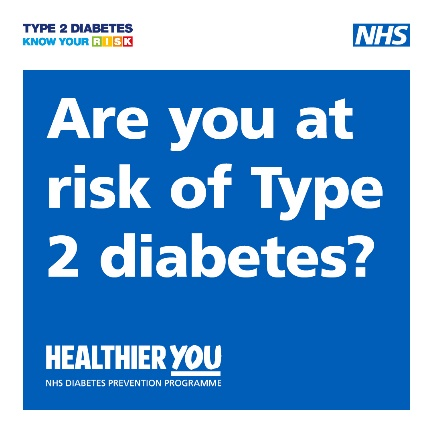 TYPE 2 DIABETES
KNOW YOUR RISK
NHS
Are you at
risk of Type
2 diabetes?
HEALTHIER YOU
NHS DIABETES PREVENTION PROGRAMME